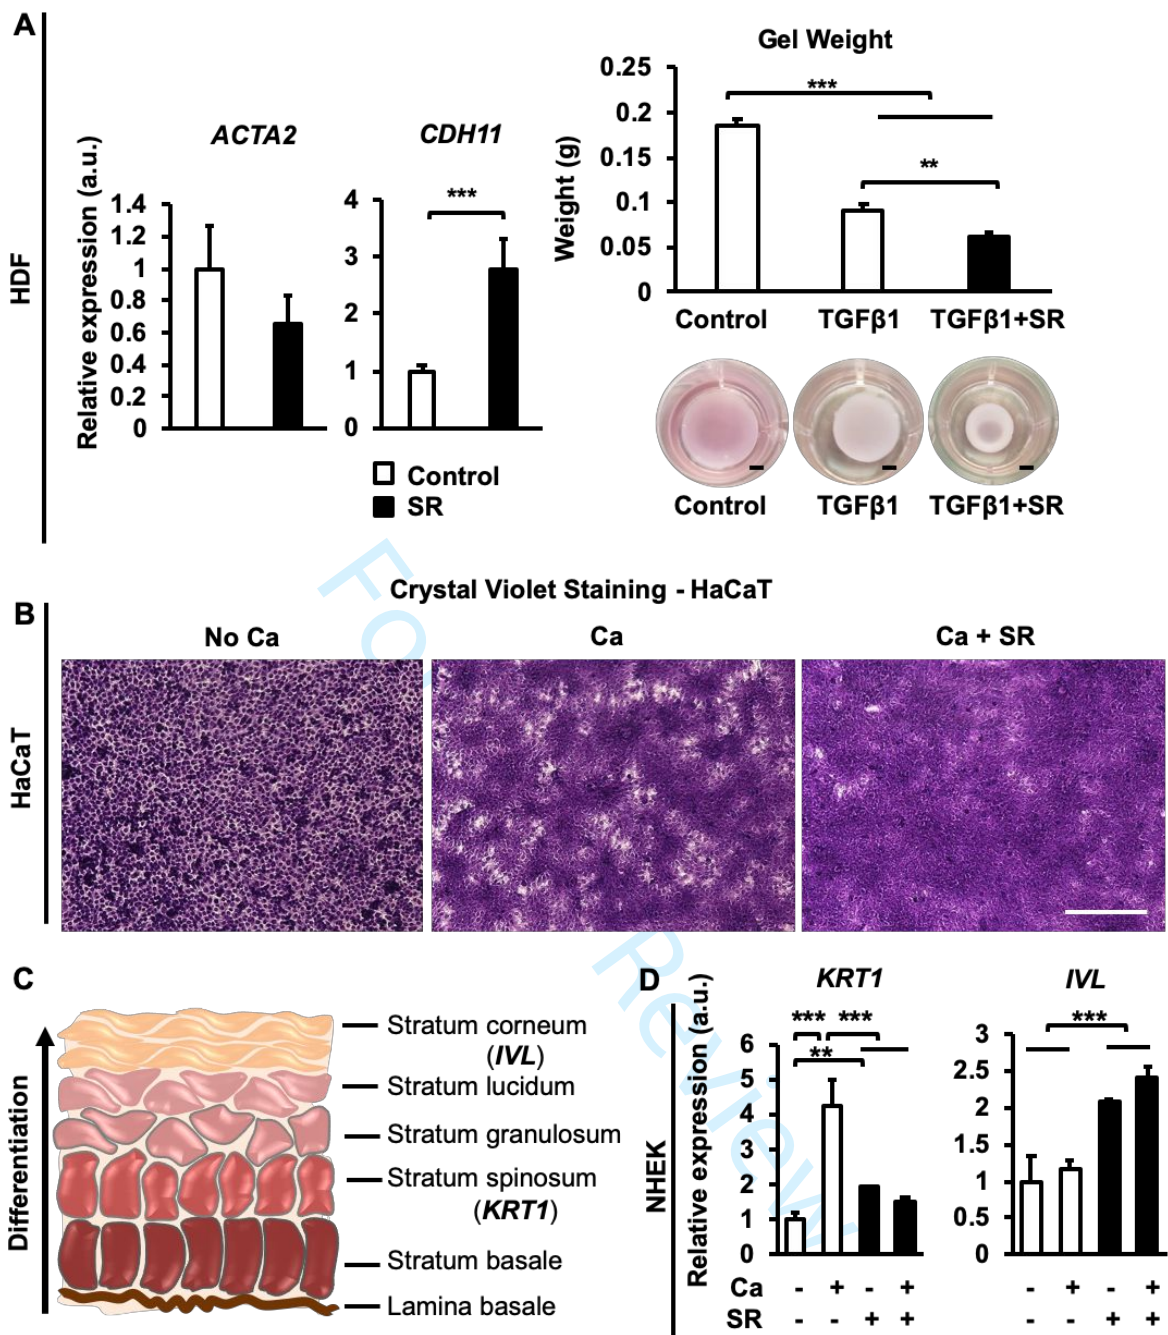 A
HDF
ACTA2
Relative expression (a.u.)
1.4
1.2
1
0.8
0.6
0.4
0.2
0
CDH11
***
4
3
2
1
0
Control
SR
Gel Weight
Weight (g)
0.25
0.2
0.15
0.1
0.05
0
***
**
Control TGFβ1 TGFβ1+SR
Control TGFβ1 TGFβ1+SR
Crystal Violet Staining - HaCaT
B
HaCaT
No Ca Ca Ca + SR
Review
C
Differentiation
Stratum corneum
(IVL)
Stratum lucidum
Stratum granulosum
Stratum spinosum
(KRT1)
Stratum basale
Lamina basale
D
NHEK
KRT1
Relative expression (a.u.)
*** ***
**
6
5
4
3
2
1
0
IVL
***
3
2.5
2
1.5
1
0.5
0
Ca - + - + - + - +
SR - - + + - - + +